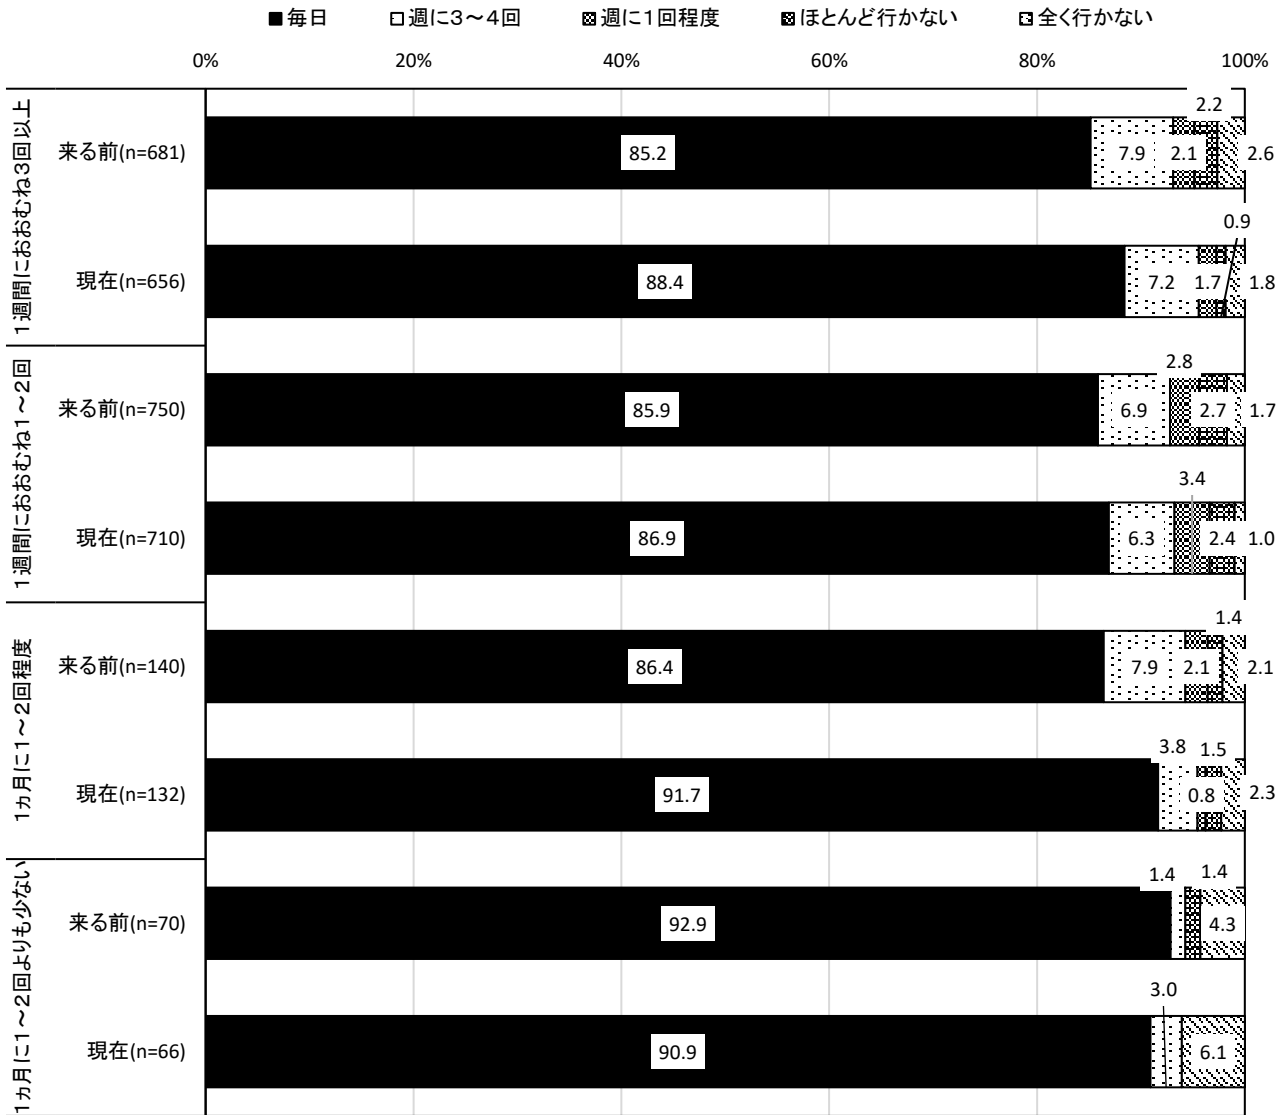 ■毎日 □週に３～４回 ▩週に１回程度 ▩ほとんど行かない □全く行かない
0% 20% 40% 60% 80% 100%
１週間におおむね３回以上
2.2
来る前(n=681) 85.2 7.9 2.1 2.6
0.9
現在(n=656) 88.4 7.2 1.7 1.8
１週間におおむね１～２回
2.8
来る前(n=750) 85.9 6.9 2.7 1.7
3.4
現在(n=710) 86.9 6.3 2.4 1.0
１ヵ月に１～２回程度
1.4
来る前(n=140) 86.4 7.9 2.1 2.1
3.8 1.5
現在(n=132) 91.7 0.8 2.3
１ヵ月に１～２回よりも少ない
1.4 1.4
来る前(n=70) 92.9 4.3
3.0
現在(n=66) 90.9 6.1